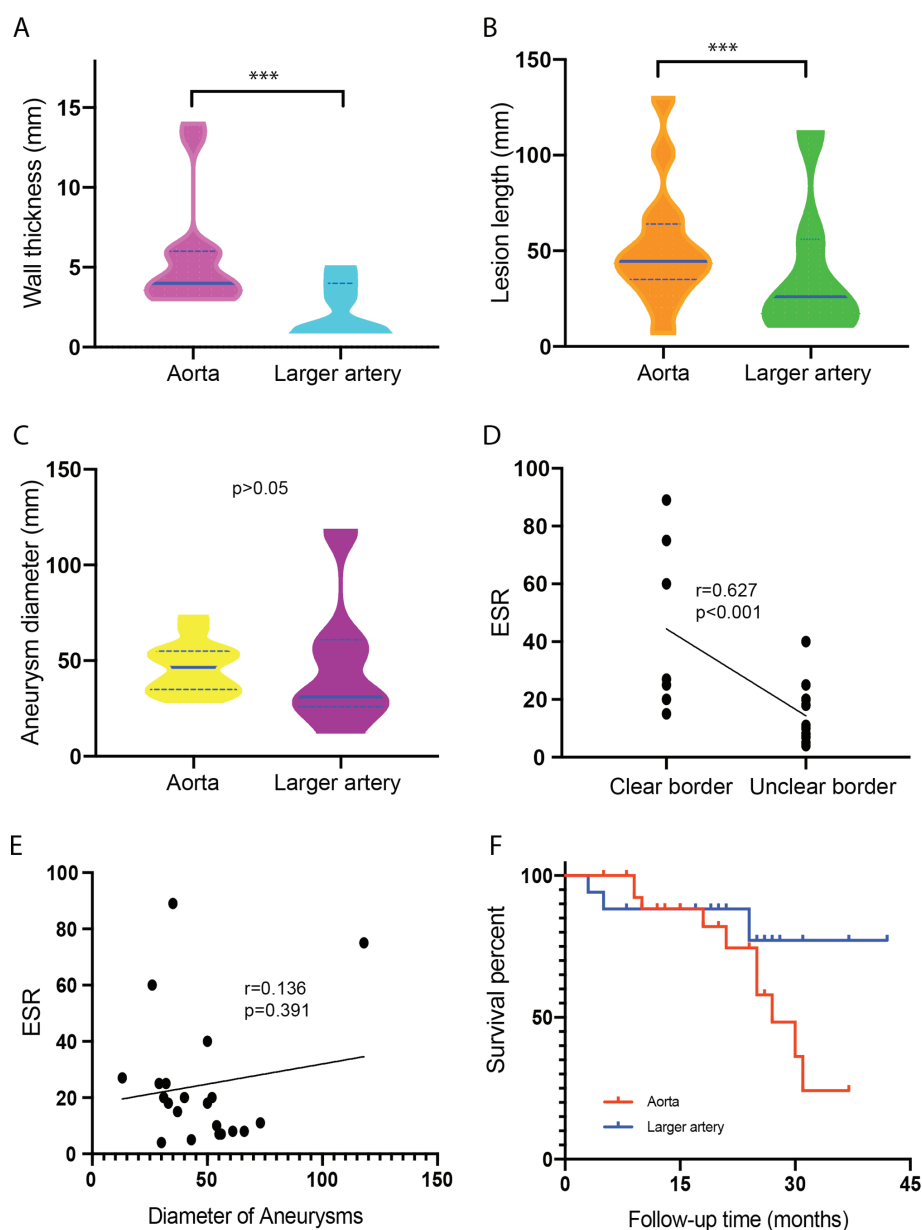 A
Wall thickness (mm)
15
15
5
0
***
Aorta
Larger artery
B
Lesion length (mm)
150
100
50
0
***
Aorta
Larger artery
C
Aneurysm diameter (mm)
150
100
50
0
p>0.05
Aorta
Larger artery
D
ESR
100
80
60
40
20
0
r=0.627
p<0.001
Clear border
Unclear border
E
ESR
100
80
60
40
20
0
r=0.136
p=0.391
0
50
100
150
Diameter of Aneurysms
F
Survival percent
100
50
0
Aorta
Larger artery
0
15
30
45
Follow-up time (months)